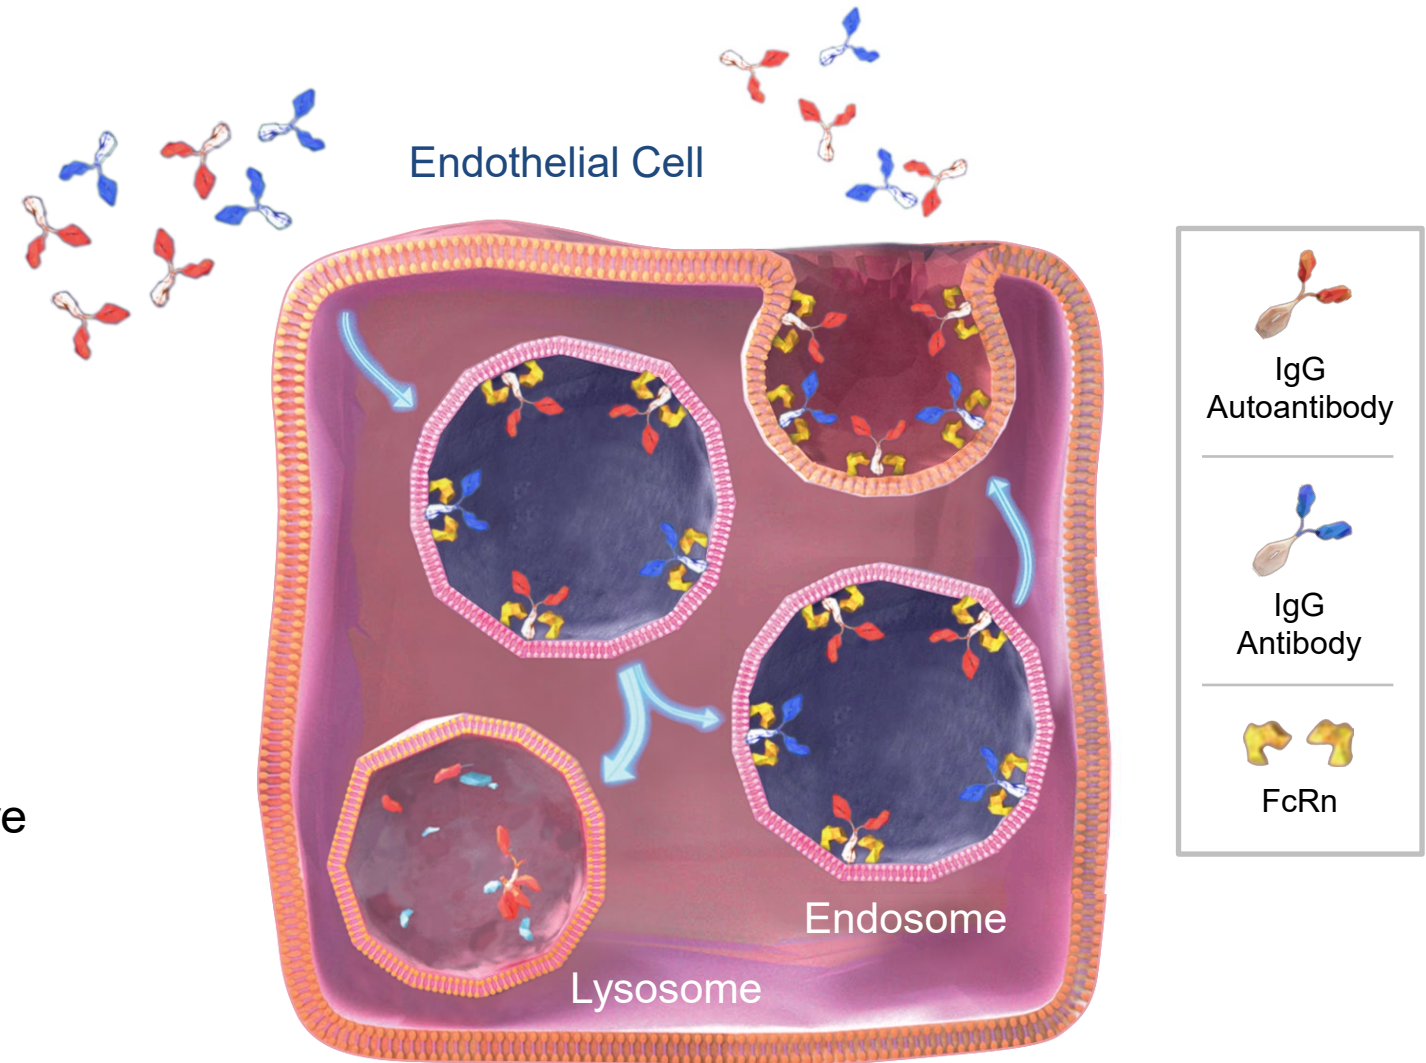 Endothelial Cell
IgG
Autoantibody
IgG
Antibody
FcRn
Endosome
Lysosome